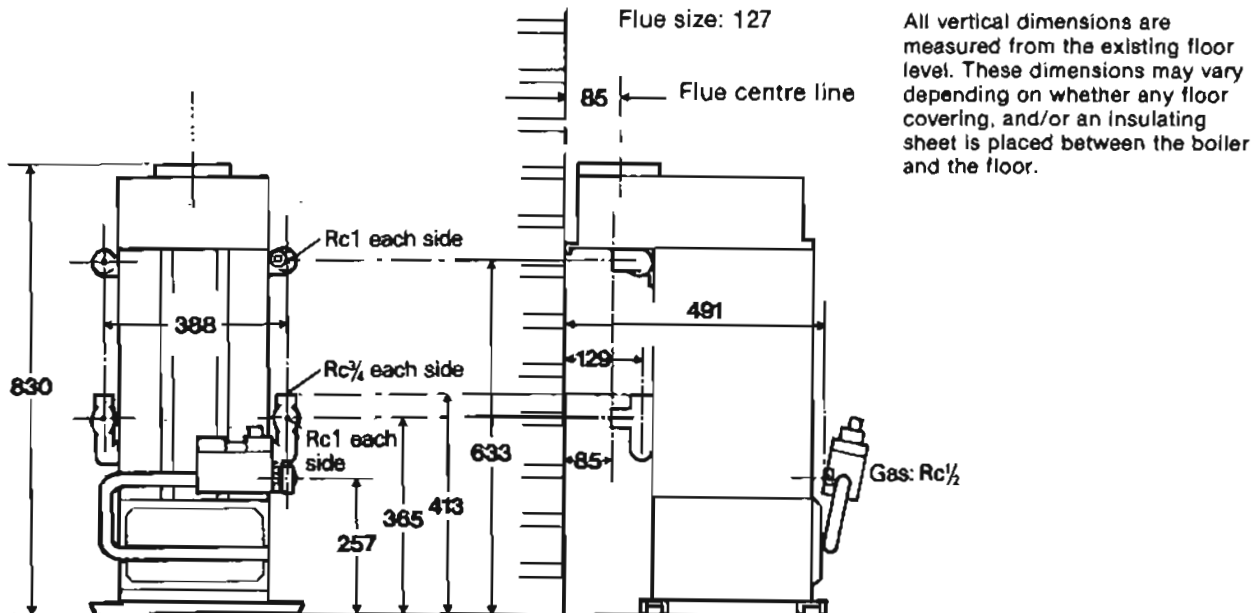 Flue size: 127
All vertical dimensions are
measured from the existing floor
level. These dimensions may vary
depending on whether any floor
covering, and/or an insulating
sheet is placed between the boiler
and the floor.
85
Flue centre line
Rc1 each side
388
491
129
Rc¾ each side
830
Rc1 each
side
633
85
Gas: Rc½
413
365
257